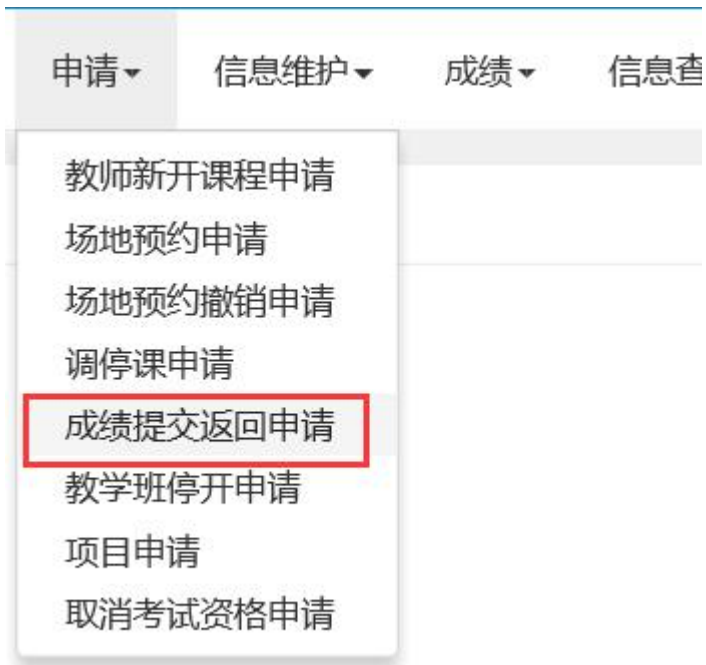 申请 信息维护 成绩 信息查
教师新开课程申请
场地预约申请
场地预约撤销申请
调停课申请
成绩提交返回申请
教学班停开申请
项目申请
取消考试资格申请